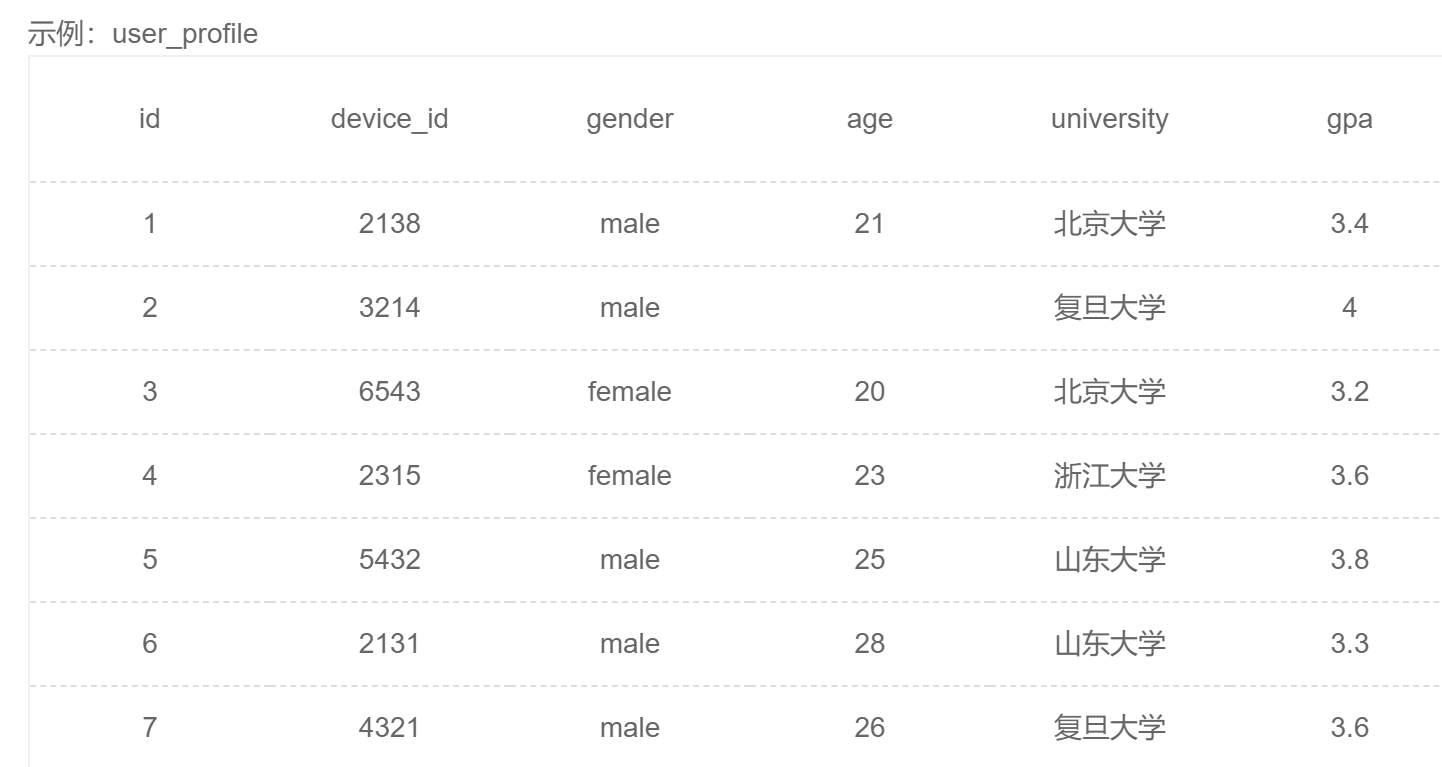 示例：user_profile
id device_id gender age university gpa
1 2138 male 21 北京大学 3.4
2 3214 male 复旦大学 4
3 6543 female 20 北京大学 3.2
4 2315 female 23 浙江大学 3.6
5 5432 male 25 山东大学 3.8
6 2131 male 28 山东大学 3.3
7 4321 male 26 复旦大学 3.6